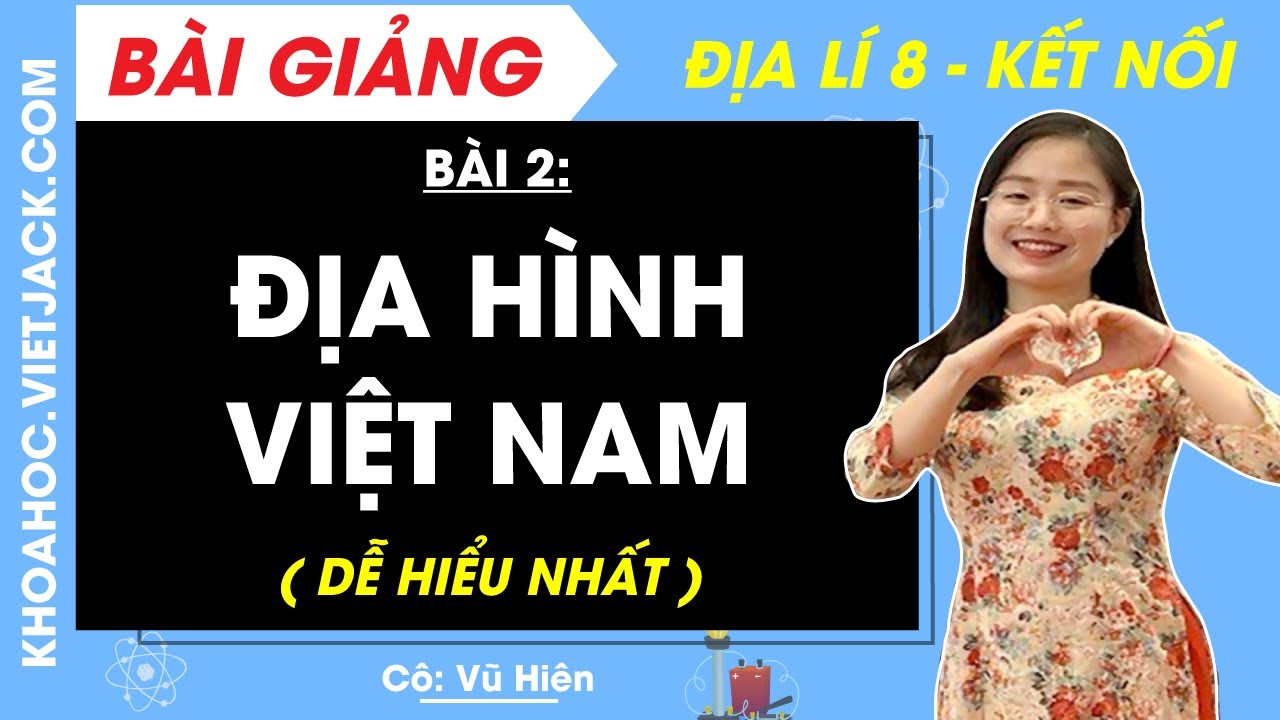 BÀI GIẢNG
ĐỊA LÍ 8 - KẾT NỐI
KHOAHOC.VIETJACK.COM
BÀI 2:
ĐỊA HÌNH
VIỆT NAM
( DỄ HIỂU NHẤT )
Cô: Vũ Hiên